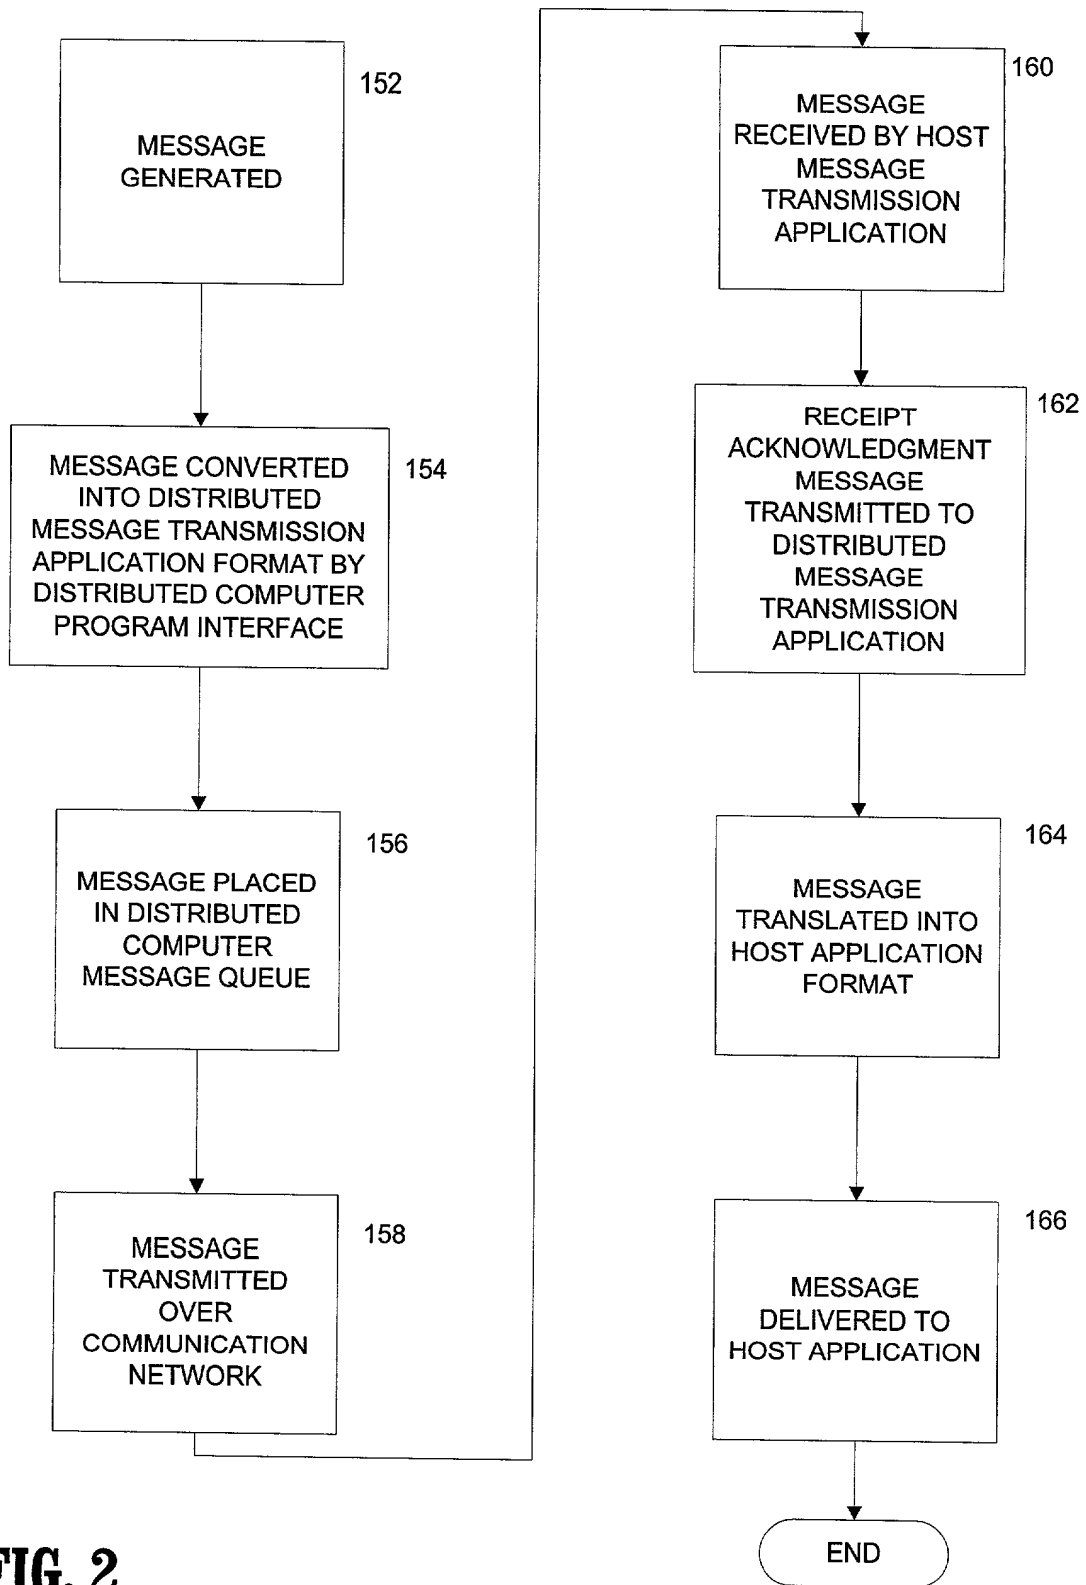 152
MESSAGE
GENERATED
154
MESSAGE CONVERTED
INTO DISTRIBUTED
MESSAGE TRANSMISSION
APPLICATION FORMAT BY
DISTRIBUTED COMPUTER
PROGRAM INTERFACE
156
MESSAGE PLACED
IN DISTRIBUTED
COMPUTER
MESSAGE QUEUE
158
MESSAGE
TRANSMITTED
OVER
COMMUNICATION
NETWORK
160
MESSAGE
RECEIVED BY HOST
MESSAGE
TRANSMISSION
APPLICATION
162
RECEIPT
ACKNOWLEDGMENT
MESSAGE
TRANSMITTED TO
DISTRIBUTED
MESSAGE
TRANSMISSION
APPLICATION
164
MESSAGE
TRANSLATED INTO
HOST APPLICATION
FORMAT
166
MESSAGE
DELIVERED TO
HOST APPLICATION
END
FIG. 2